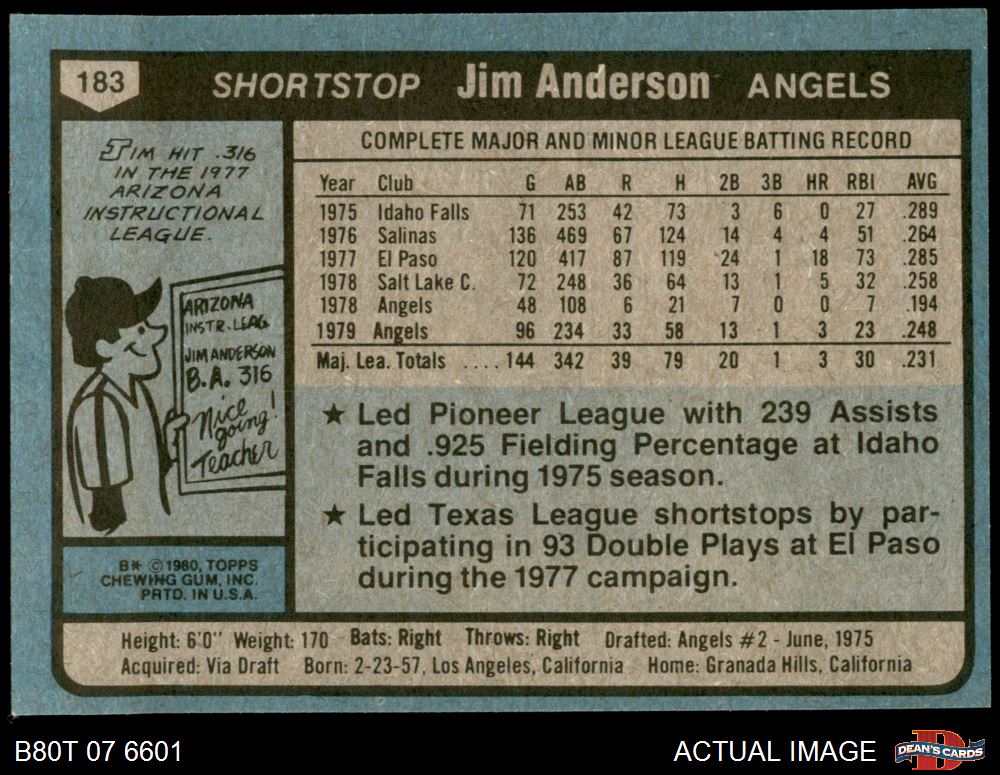 183 SHORTSTOP Jim Anderson ANGELS
JIM HIT .316
IN THE 1977
ARIZONA
INSTRUCTIONAL
LEAGUE.
ARIZONA
INSTR. LEAG
JIM ANDERSON
B.A. 316
Nice
going!
Teacher
B* © 1980, TOPPS
CHEWING GUM, INC.
PRTD. IN U.S.A.
COMPLETE MAJOR AND MINOR LEAGUE BATTING RECORD
Year Club G AB R H 2B 3B HR RBI AVG
1975 Idaho Falls 71 253 42 73 3 6 0 27 .289
1976 Salinas 136 469 67 124 14 4 4 51 .264
1977 El Paso 120 417 87 119 24 1 18 73 .285
1978 Salt Lake C. 72 248 36 64 13 1 5 32 .258
1978 Angels 48 108 6 21 7 0 0 7 .194
1979 Angels 96 234 33 58 13 1 3 23 .248
Maj. Lea. Totals .... 144 342 39 79 20 1 3 30 .231
★ Led Pioneer League with 239 Assists
and .925 Fielding Percentage at Idaho
Falls during 1975 season.
★ Led Texas League shortstops by par-
ticipating in 93 Double Plays at El Paso
during the 1977 campaign.
Height: 6'0" Weight: 170 Bats: Right Throws: Right Drafted: Angels #2 - June, 1975
Acquired: Via Draft Born: 2-23-57, Los Angeles, California Home: Granada Hills, California
B80T 07 6601 ACTUAL IMAGE D DEAN'S CARDS